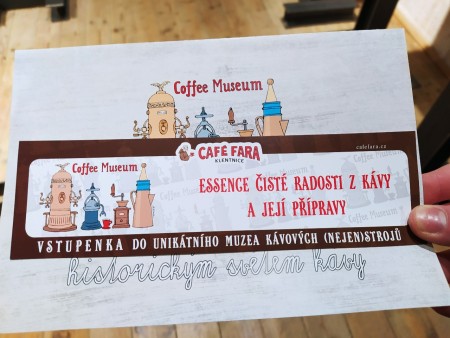 Coffee Museum
CAFÉ FARA
KLENTNICE
cafefara.cz
Coffee Museum
ESSENCE ČISTÉ RADOSTI Z KÁVY
A JEJÍ PŘÍPRAVY
VSTUPENKA DO UNIKÁTNÍHO MUZEA KÁVOVÝCH (NEJEN)STROJŮ
historickým světem kávy